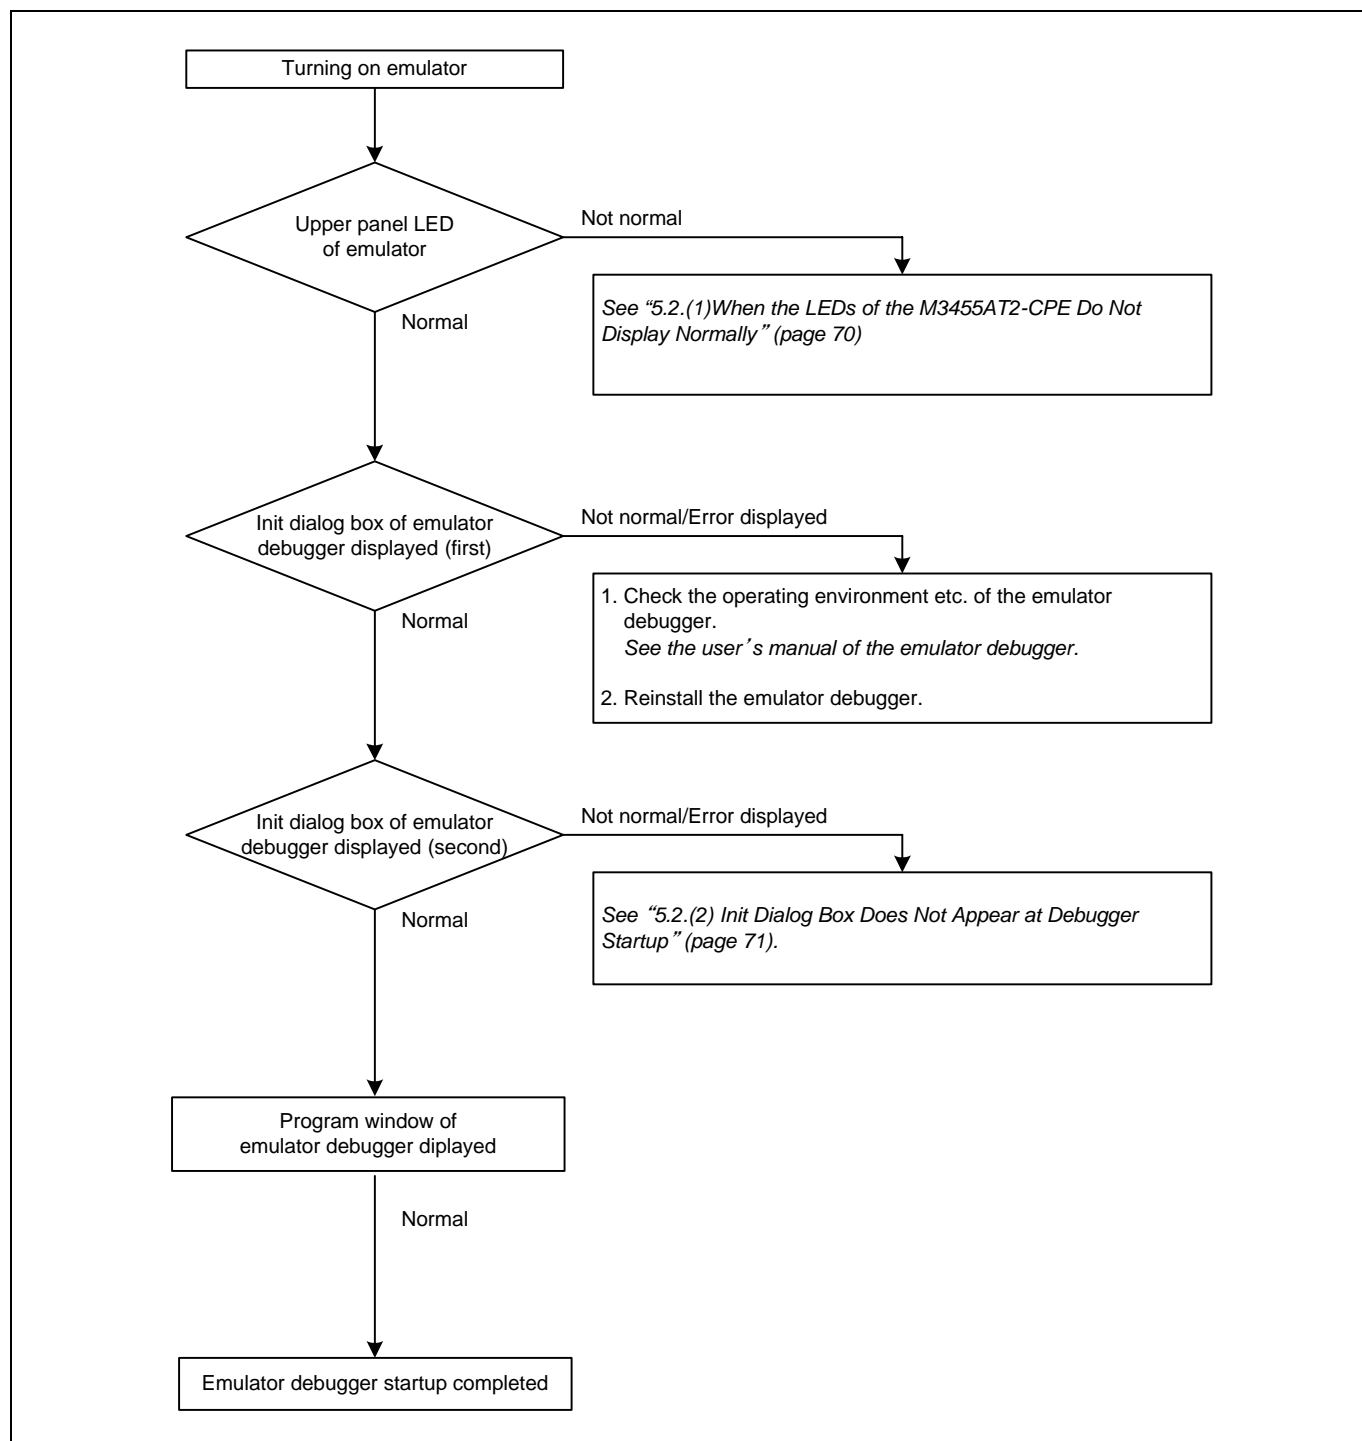 Turning on emulator
Upper panel LED
of emulator
Not normal
See “5.2.(1)When the LEDs of the M3455AT2-CPE Do Not
Display Normally” (page 70)
Normal
Init dialog box of emulator
debugger displayed (first)
Not normal/Error displayed
1. Check the operating environment etc. of the emulator
debugger.
See the user’s manual of the emulator debugger.
2. Reinstall the emulator debugger.
Normal
Init dialog box of emulator
debugger displayed (second)
Not normal/Error displayed
See “5.2.(2) Init Dialog Box Does Not Appear at Debugger
Startup” (page 71).
Normal
Program window of
emulator debugger diplayed
Normal
Emulator debugger startup completed